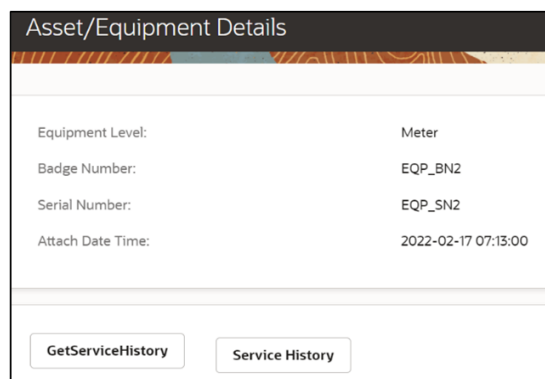 Asset/Equipment Details
Equipment Level: Meter
Badge Number: EQP_BN2
Serial Number: EQP_SN2
Attach Date Time: 2022-02-17 07:13:00
GetServiceHistory Service History